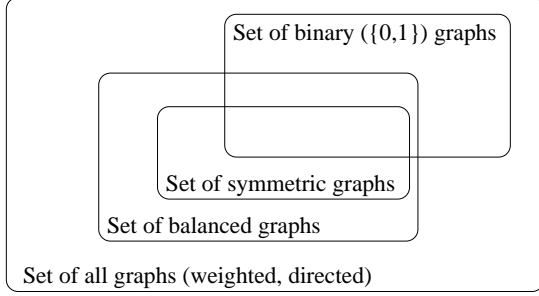 Set of binary ({0,1}) graphs
Set of symmetric graphs
Set of balanced graphs
Set of all graphs (weighted, directed)